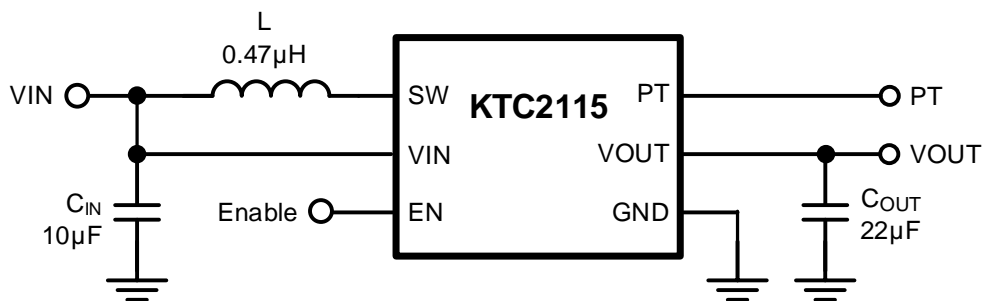 L
0.47µH
VIN
SW
KTC2115
PT
PT
VIN
VOUT
VOUT
CIN
10µF
Enable
EN
GND
COUT
22µF